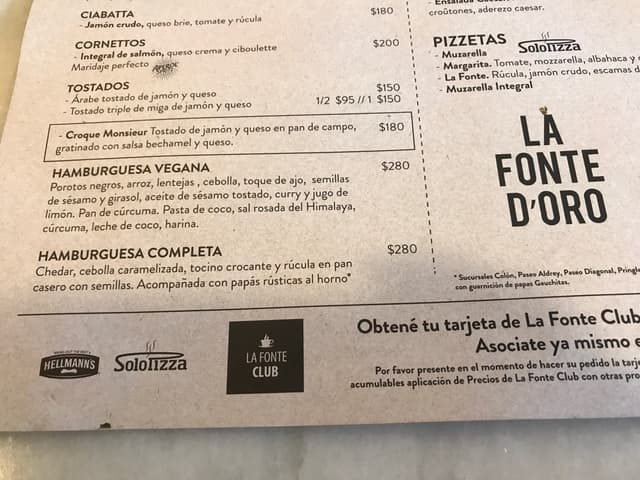 CIABATTA $180
- Jamón crudo, queso brie, tomate y rúcula
CORNETTOS $200
- Integral de salmón, queso crema y ciboulette
Maridaje perfecto
TOSTADOS
- Árabe tostado de jamón y queso $150
- Tostado triple de miga de jamón y queso 1/2 $95 // 1 $150
- Croque Monsieur Tostado de jamón y queso en pan de campo, $180
gratinado con salsa bechamel y queso.
HAMBURGUESA VEGANA $280
Porotos negros, arroz, lentejas , cebolla, toque de ajo, semillas
de sésamo y girasol, aceite de sésamo tostado, curry y jugo de
limón. Pan de cúrcuma. Pasta de coco, sal rosada del Himalaya,
cúrcuma, leche de coco, harina.
HAMBURGUESA COMPLETA $280
Chedar, cebolla caramelizada, tocino crocante y rúcula en pan
casero con semillas. Acompañada con papás rústicas al horno*
croûtones, aderezo caesar.
PIZZETAS Solotizza
- Muzarella
- Margarita. Tomate, mozzarella, albahaca y
- La Fonte. Rúcula, jamón crudo, escamas d
- Muzarella Integral
LA
FONTE
D'ORO
* Sucursales Colón, Paseo Aldrey, Paseo Diagonal, Pringle
con guarnición de papas Gauchitas.
HELLMANN'S
Solotizza
LA FONTE
CLUB
Obtené tu tarjeta de La Fonte Club
Asociate ya mismo e
Por favor presente en el momento de hacer su pedido la tarje
acumulables aplicación de Precios de La Fonte Club con otras pro